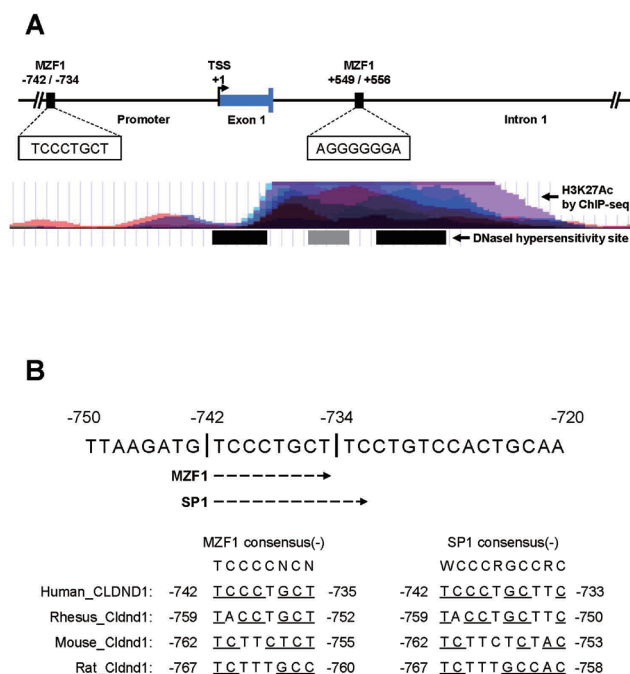 A
MZF1
-742 / -734
TSS
+1
MZF1
+549 / +556
Promoter
Exon 1
Intron 1
TCCCTGCT
AGGGGGGA
H3K27Ac
by ChIP-seq
DNaseI hypersensitivity site
B
-750 -742 -734 -720
TTAAGATG TCCCTGCT TCCTGTCCACTGCAA
MZF1
SP1
MZF1 consensus(-) SP1 consensus(-)
TCCCCNCN WCCCRGCCRC
Human_CLDND1: -742 TCCCTGCT -735 -742 TCCCTGCTTC -733
Rhesus_Cldnd1: -759 TACCTGCT -752 -759 TACCTGCTTC -750
Mouse_Cldnd1: -762 TCTTCTCT -755 -762 TCTTCTCTAC -753
Rat_Cldnd1: -767 TCTTTGCC -760 -767 TCTTTGCCAC -758